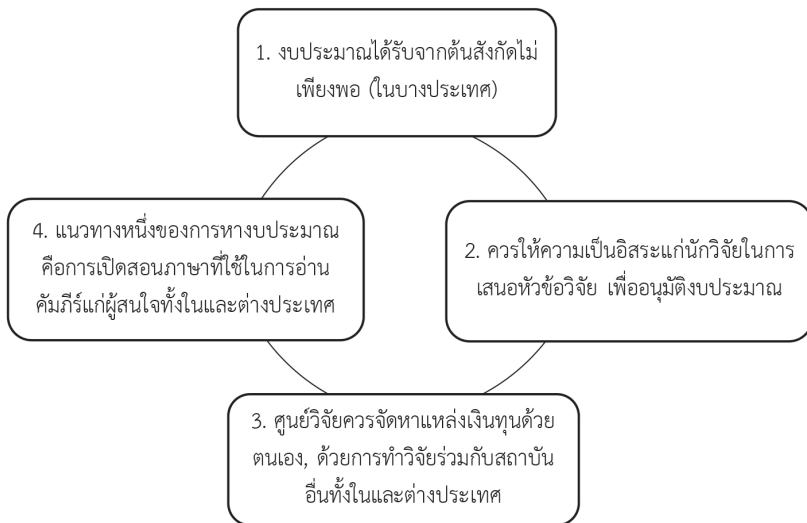 1. งบประมาณได้รับจากต้นสังกัดไม่
เพียงพอ (ในบางประเทศ)
2. ควรให้ความเป็นอิสระแก่นักวิจัยในการ
เสนอหัวข้อวิจัย เพื่ออนุมัติงบประมาณ
3. ศูนย์วิจัยควรจัดหาแหล่งเงินทุนด้วย
ตนเอง, ด้วยการทำวิจัยร่วมกับสถาบัน
อื่นทั้งในและต่างประเทศ
4. แนวทางหนึ่งของการหางบประมาณ
คือการเปิดสอนภาษาที่ใช้ในการอ่าน
คัมภีร์แก่ผู้สนใจทั้งในและต่างประเทศ